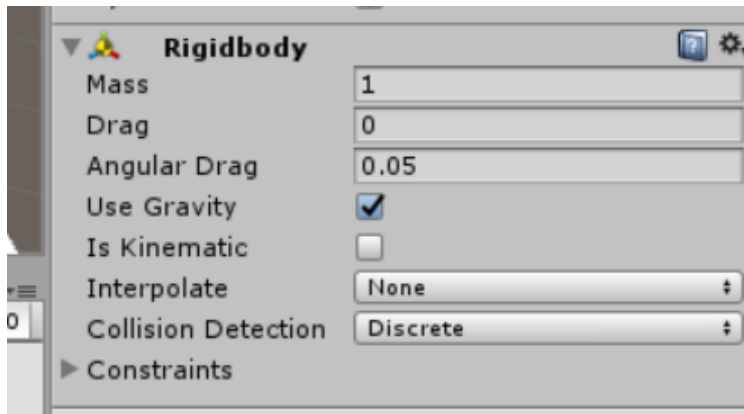 Rigidbody
Mass 1
Drag 0
Angular Drag 0.05
Use Gravity
Is Kinematic
Interpolate None
0
Collision Detection Discrete
Constraints